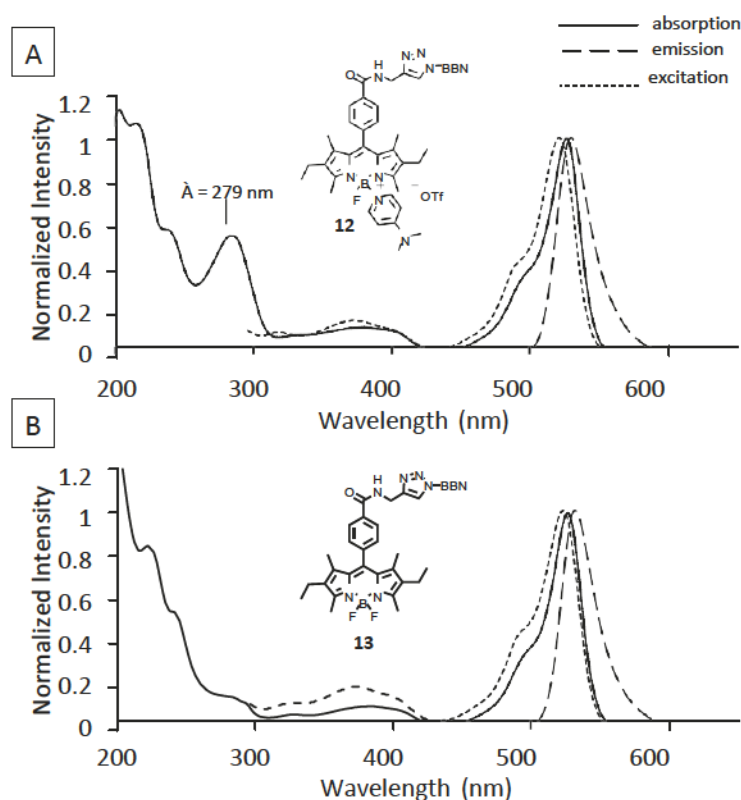 absorption
emission
excitation
A
O
H
N
N
N
N
BBN
Normalized Intensity
1.2
1
0.8
0.6
0.4
0.2
0
À = 279 nm
N
B
N
+
F
N
N
−
OTf
12
200
300
400
500
600
Wavelength (nm)
B
O
H
N
N
N
N
BBN
Normalized Intensity
1.2
1
0.8
0.6
0.4
0.2
0
N
B
N
F
F
13
200
300
400
500
600
Wavelength (nm)